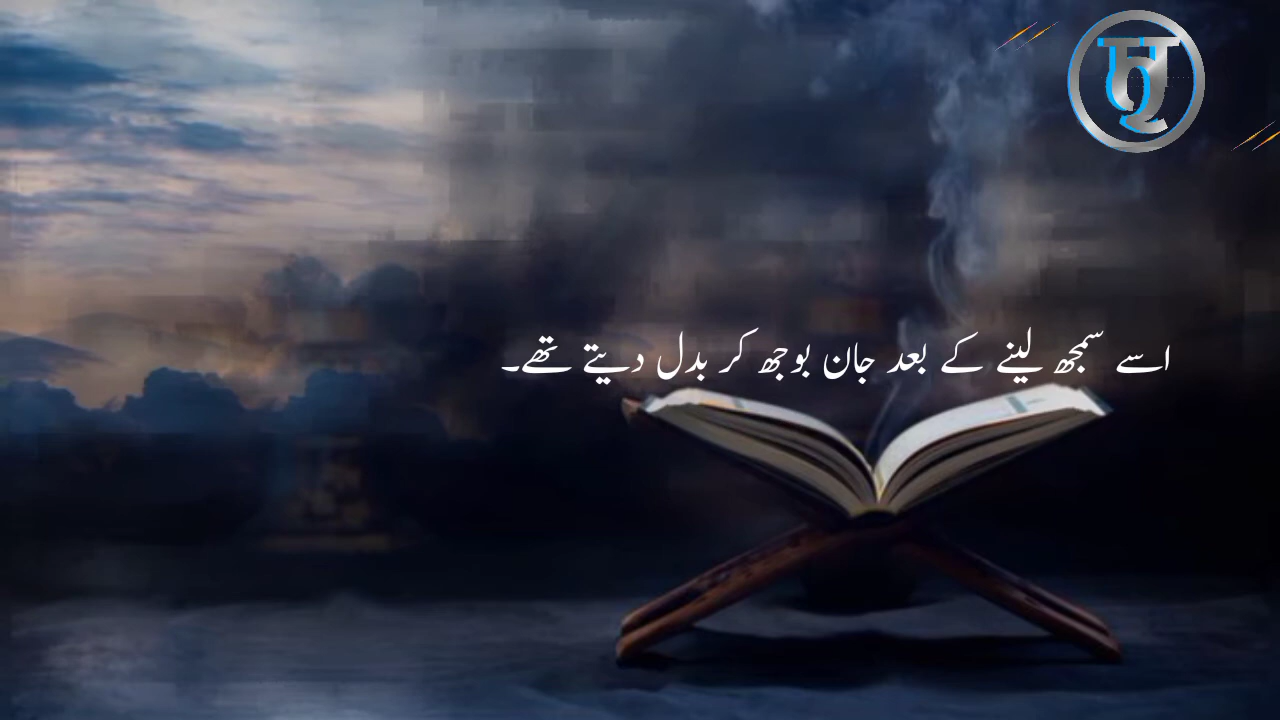 اسے سمجھ لینے کے بعد جان بوجھ کر بدل دیتے تھے۔